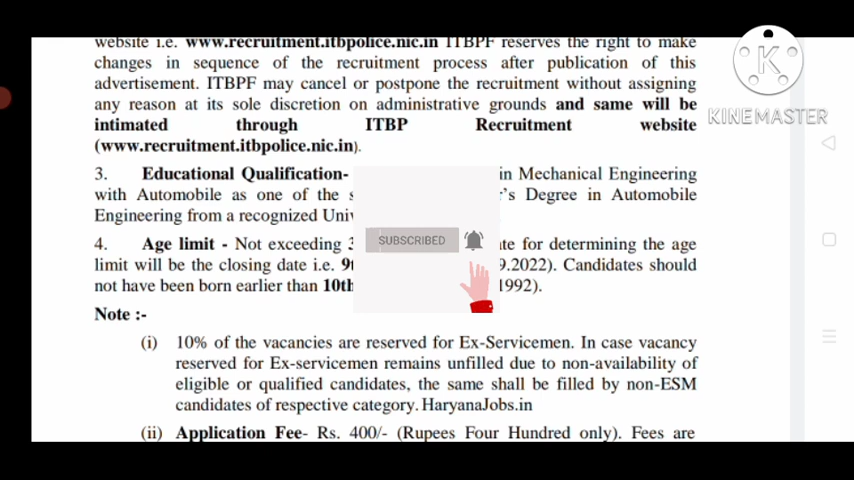 website i.e. www.recruitment.itbpolice.nic.in ITBPF reserves the right to make
changes in sequence of the recruitment process after publication of this
advertisement. ITBPF may cancel or postpone the recruitment without assigning
any reason at its sole discretion on administrative grounds and same will be
intimated through ITBP Recruitment website
(www.recruitment.itbpolice.nic.in).
3. Educational Qualification- in Mechanical Engineering
with Automobile as one of the Degree in Automobile
Engineering from a recognized
4. Age limit - Not exceeding for determining the age
limit will be the closing date i.e. Candidates should
not have been born earlier than 10th 1992).
Note :-
(i) 10% of the vacancies are reserved for Ex-Servicemen. In case vacancy
reserved for Ex-servicemen remains unfilled due to non-availability of
eligible or qualified candidates, the same shall be filled by non-ESM
candidates of respective category. HaryanaJobs.in
(ii) Application Fee- Rs. 400/- (Rupees Four Hundred only). Fees are
SUBSCRIBED
K
KINEMASTER